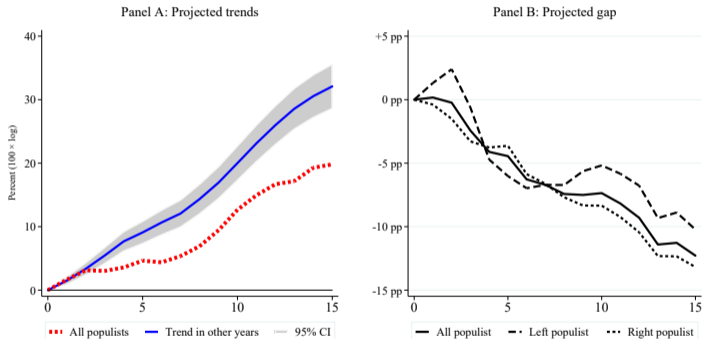 Panel A: Projected trends
Percent (100 × log)
40
30
20
10
0
0 5 10 15
All populists Trend in other years 95% CI
Panel B: Projected gap
+5 pp
0 pp
-5 pp
-10 pp
-15 pp
0 5 10 15
All populist Left populist Right populist